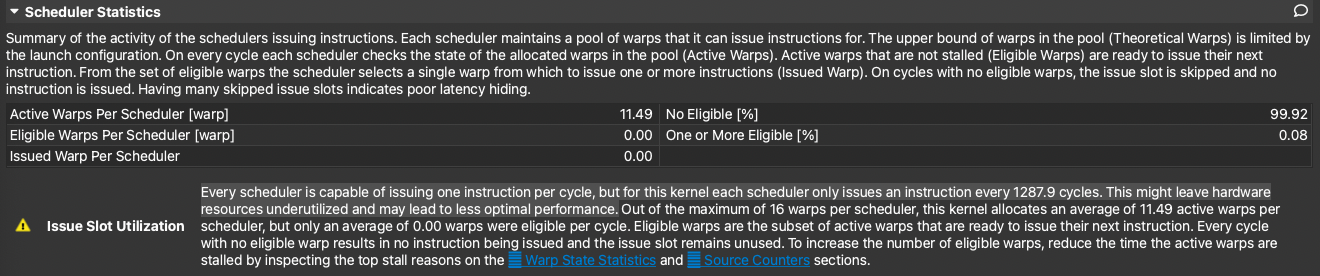 Scheduler Statistics
Summary of the activity of the schedulers issuing instructions. Each scheduler maintains a pool of warps that it can issue instructions for. The upper bound of warps in the pool (Theoretical Warps) is limited by
the launch configuration. On every cycle each scheduler checks the state of the allocated warps in the pool (Active Warps). Active warps that are not stalled (Eligible Warps) are ready to issue their next
instruction. From the set of eligible warps the scheduler selects a single warp from which to issue one or more instructions (Issued Warp). On cycles with no eligible warps, the issue slot is skipped and no
instruction is issued. Having many skipped issue slots indicates poor latency hiding.
Active Warps Per Scheduler [warp] 11.49 No Eligible [%] 99.92
Eligible Warps Per Scheduler [warp] 0.00 One or More Eligible [%] 0.08
Issued Warp Per Scheduler 0.00
Every scheduler is capable of issuing one instruction per cycle, but for this kernel each scheduler only issues an instruction every 1287.9 cycles. This might leave hardware
resources underutilized and may lead to less optimal performance. Out of the maximum of 16 warps per scheduler, this kernel allocates an average of 11.49 active warps per
Issue Slot Utilization scheduler, but only an average of 0.00 warps were eligible per cycle. Eligible warps are the subset of active warps that are ready to issue their next instruction. Every cycle
with no eligible warp results in no instruction being issued and the issue slot remains unused. To increase the number of eligible warps, reduce the time the active warps are
stalled by inspecting the top stall reasons on the Warp State Statistics and Source Counters sections.